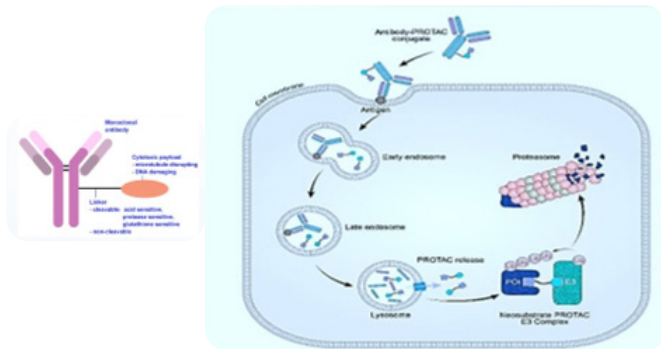 Monoclonal
antibody
Cytotoxic payload
- microtubule disrupting
- DNA damaging
Linker
- cleavable: acid sensitive,
protease sensitive,
glutathione sensitive
- non-cleavable
Antibody-PROTAC
conjugate
Cell membrane
Antigen
Early endosome
Proteasome
Late endosome
PROTAC release
Lysosome
POI
E3
Neosubstrate PROTAC
E3 Complex